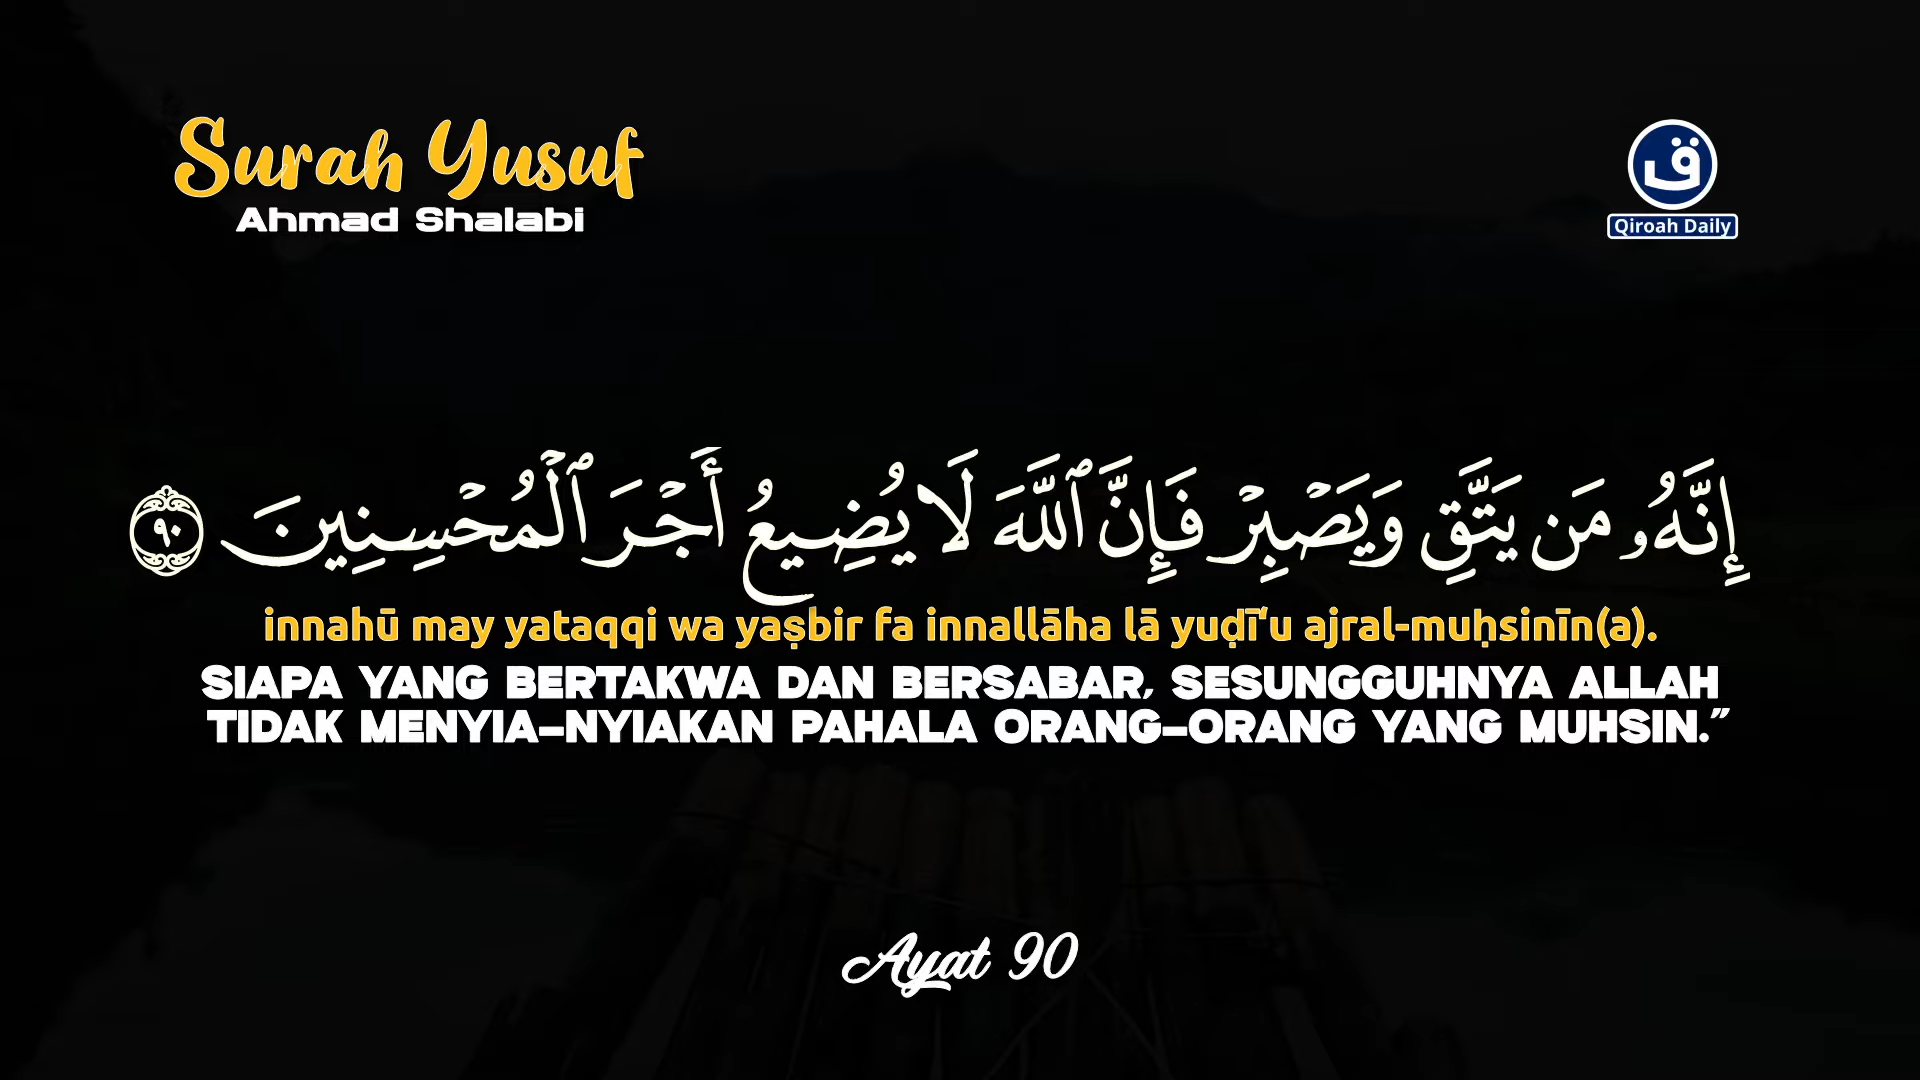 Surah Yusuf
Ahmad Shalabi
ق
Qiroah Daily
إِنَّهُۥ مَن يَتَّقِ وَيَصْبِرْ فَإِنَّ ٱللَّهَ لَا يُضِيعُ أَجْرَ ٱلْمُحْسِنِينَ ٩٠
innahū may yataqqi wa yaṣbir fa innallāha lā yuḍī‘u ajral-muḥsinīn(a).
SIAPA YANG BERTAKWA DAN BERSABAR, SESUNGGUHNYA ALLAH
TIDAK MENYIA-NYIAKAN PAHALA ORANG-ORANG YANG MUHSIN.”
Ayat 90